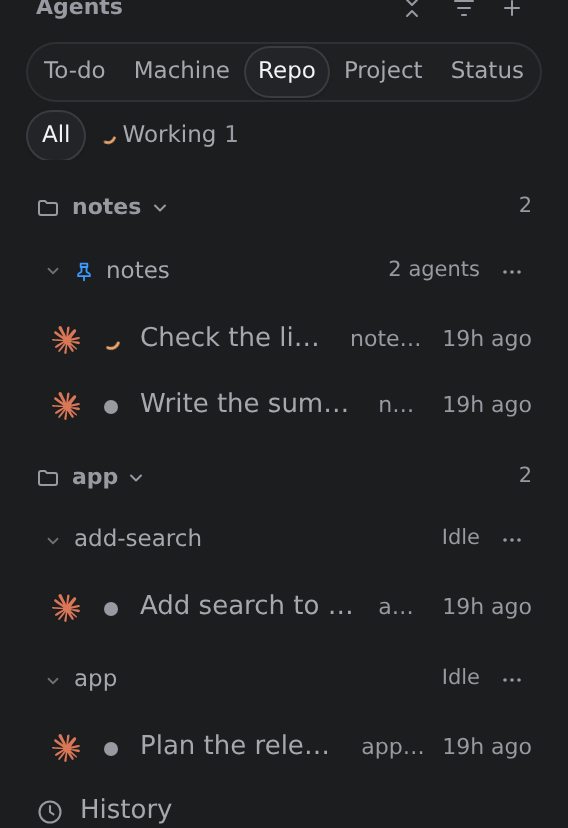 Agents
To-do Machine Repo Project Status
All Working 1
notes 2
notes 2 agents ...
Check the li... note... 19h ago
Write the sum... n... 19h ago
app 2
add-search Idle ...
Add search to ... a... 19h ago
app Idle ...
Plan the rele... app... 19h ago
History